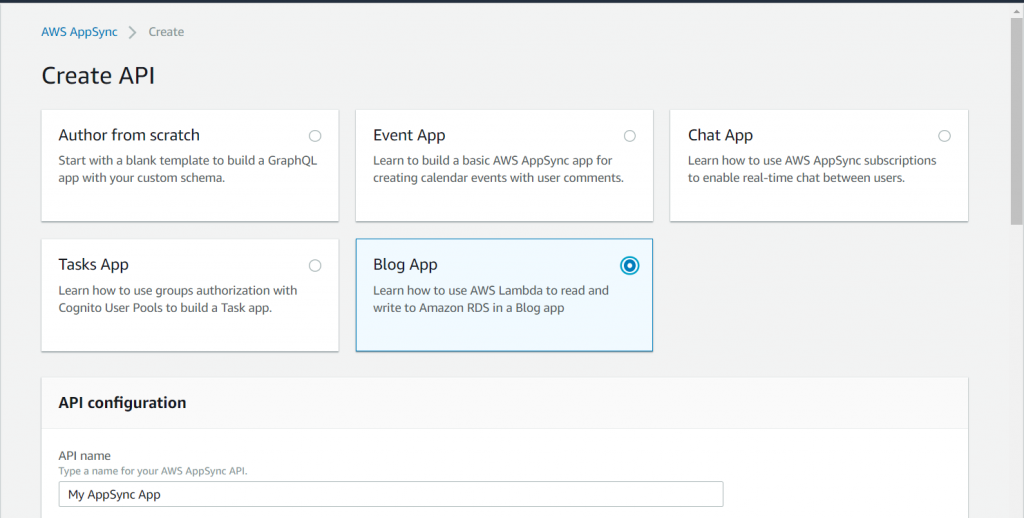 AWS AppSync > Create
Create API
Author from scratch
Start with a blank template to build a GraphQL
app with your custom schema.
Event App
Learn to build a basic AWS AppSync app for
creating calendar events with user comments.
Chat App
Learn how to use AWS AppSync subscriptions
to enable real-time chat between users.
Tasks App
Learn how to use groups authorization with
Cognito User Pools to build a Task app.
Blog App
Learn how to use AWS Lambda to read and
write to Amazon RDS in a Blog app
API configuration
API name
Type a name for your AWS AppSync API.
My AppSync App